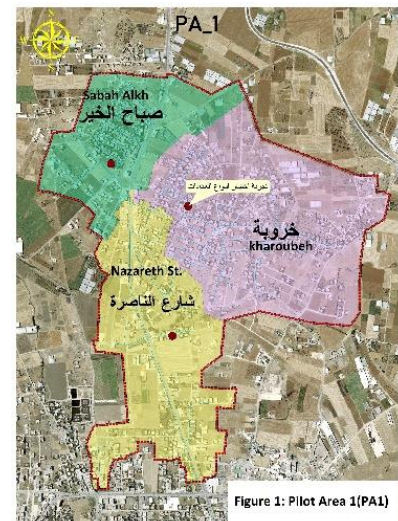 PA_1
Sabah Alkh
صباح الخير
خروبة
kharoubeh
Nazareth St.
شارع الناصرة
Figure 1: Pilot Area 1(PA1)